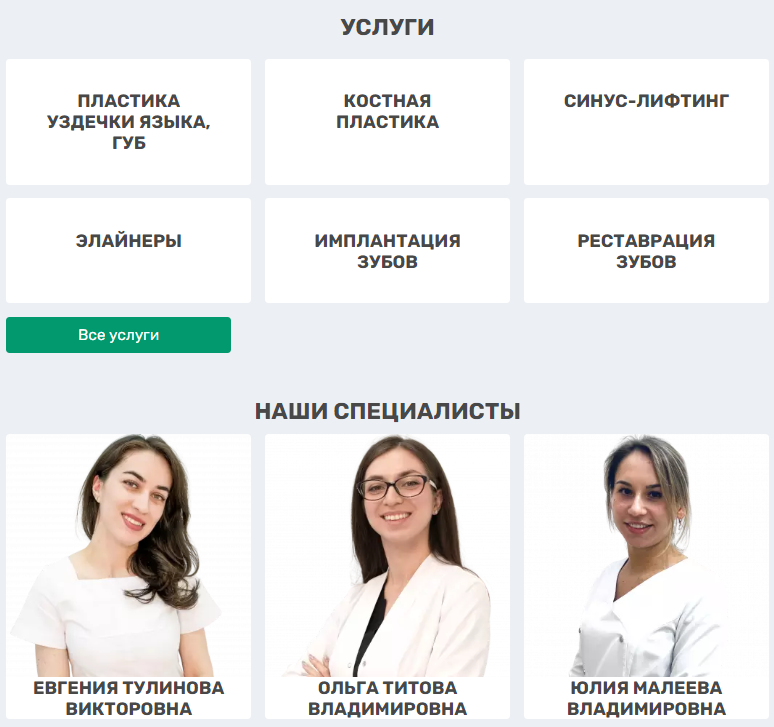 УСЛУГИ
ПЛАСТИКА
УЗДЕЧКИ ЯЗЫКА,
ГУБ
КОСТНАЯ
ПЛАСТИКА
СИНУС-ЛИФТИНГ
ЭЛАЙНЕРЫ
ИМПЛАНТАЦИЯ
ЗУБОВ
РЕСТАВРАЦИЯ
ЗУБОВ
Все услуги
НАШИ СПЕЦИАЛИСТЫ
ЕВГЕНИЯ ТУЛИНОВА
ВИКТОРОВНА
ОЛЬГА ТИТОВА
ВЛАДИМИРОВНА
ЮЛИЯ МАЛЕЕВА
ВЛАДИМИРОВНА